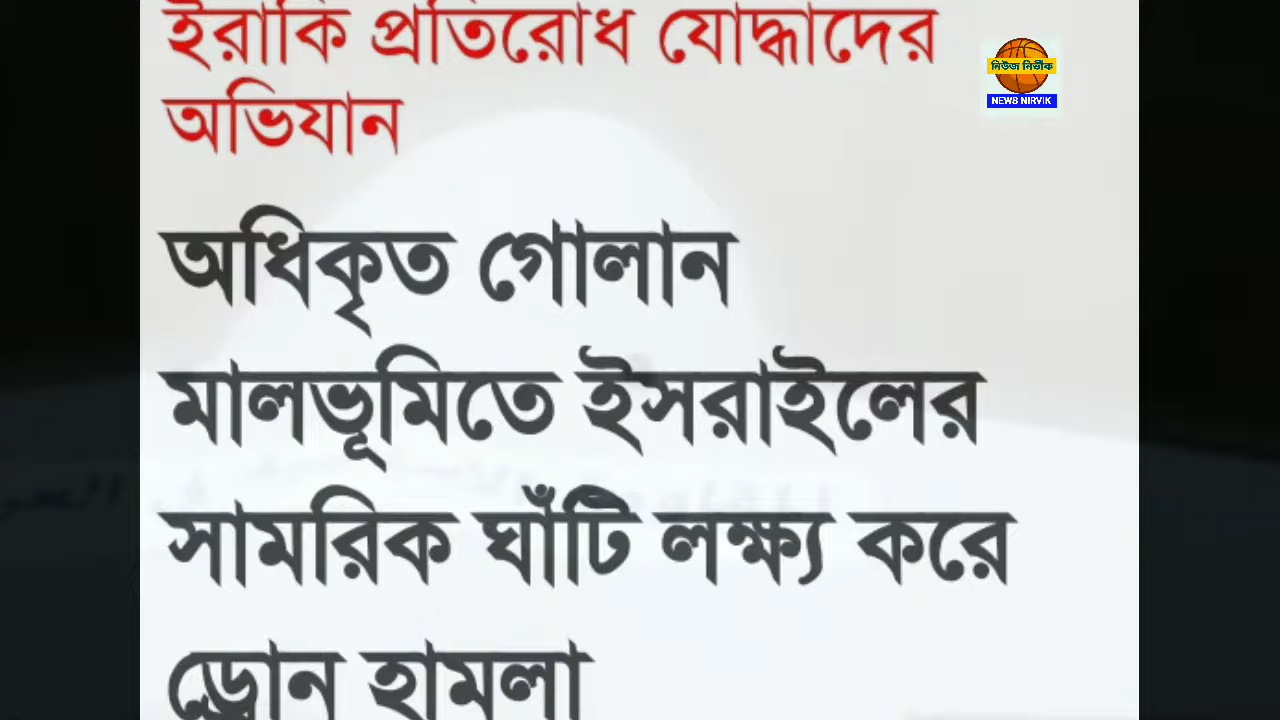 ইরাকি প্রতিরোধ যোদ্ধাদের
অভিযান
নিউজ নির্ভীক
NEWS NIRVIK
অধিকৃত গোলান
মালভূমিতে ইসরাইলের
সামরিক ঘাঁটি লক্ষ্য করে
ড্রোন হামলা